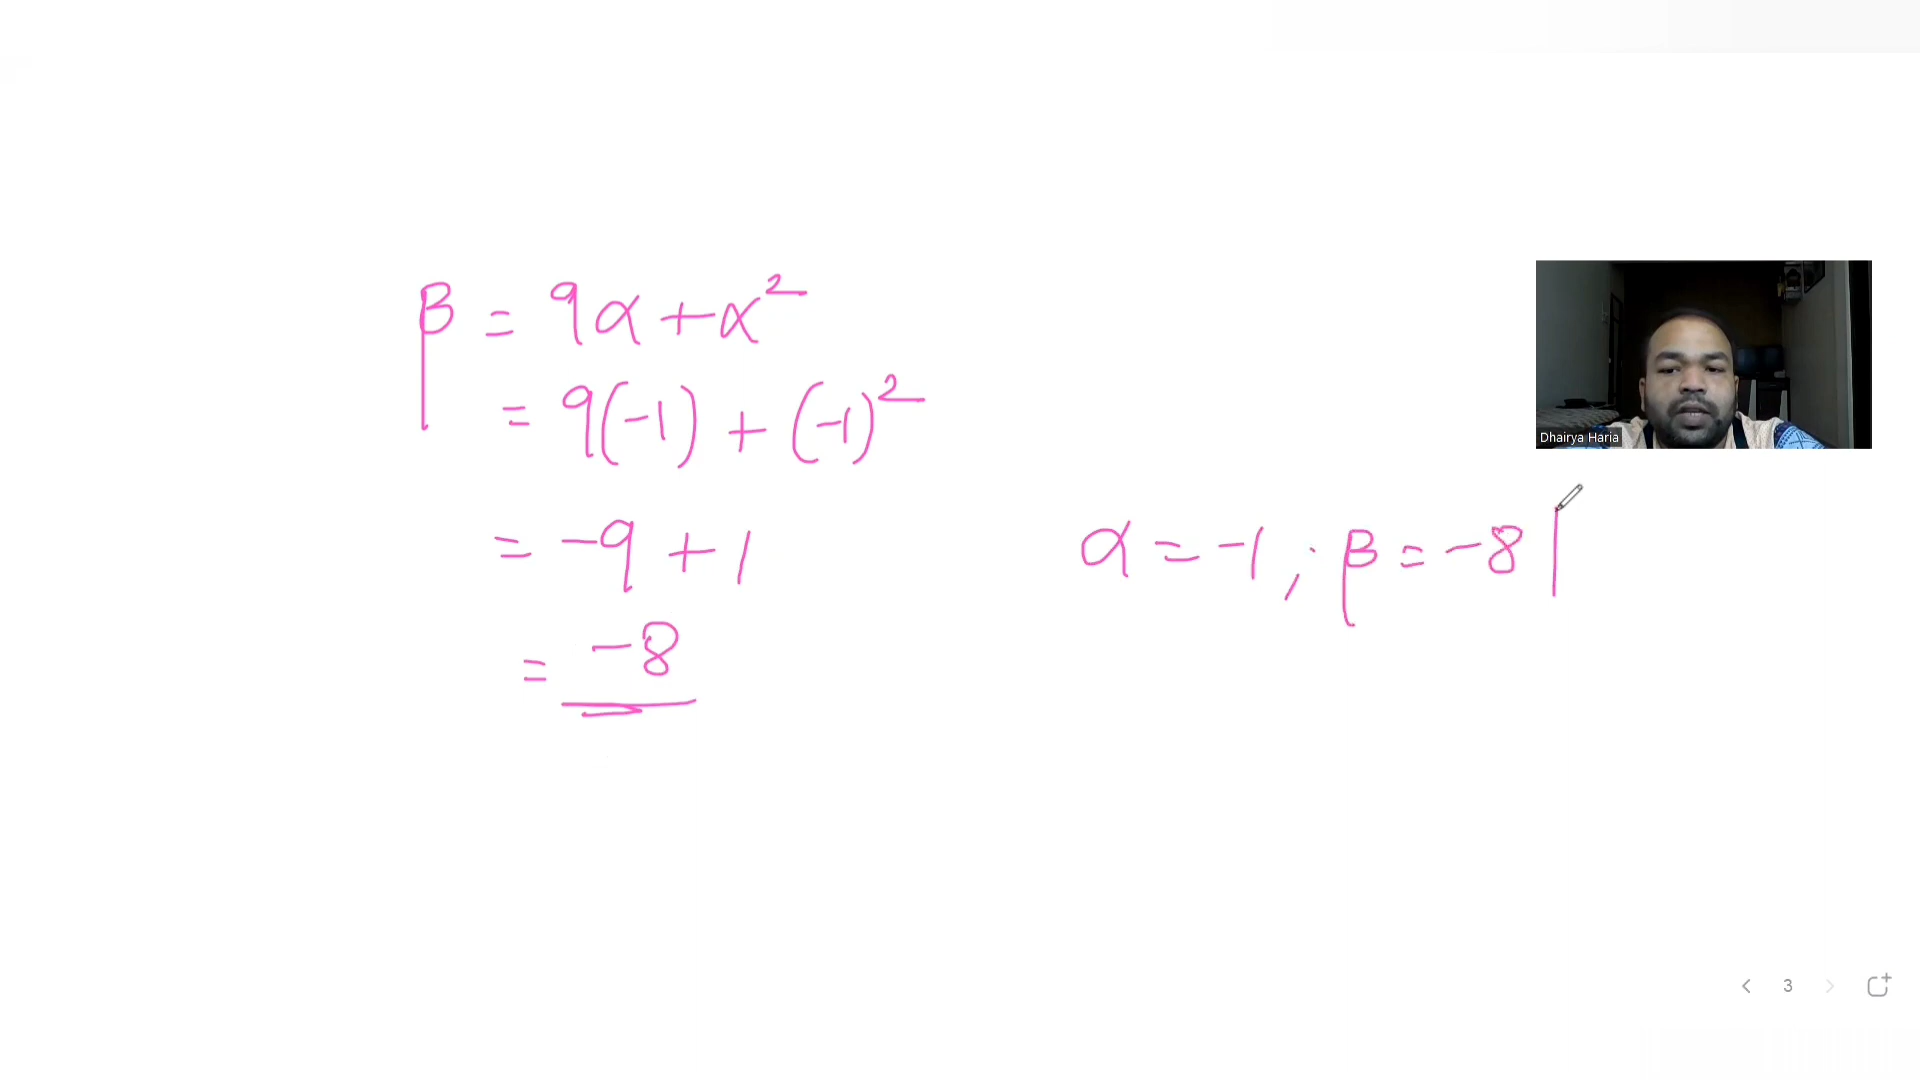 β = 9α + α²
= 9(-1) + (-1)²
= -9 + 1
= -8
Dhairya Haria
α = -1 ; β = -8
3